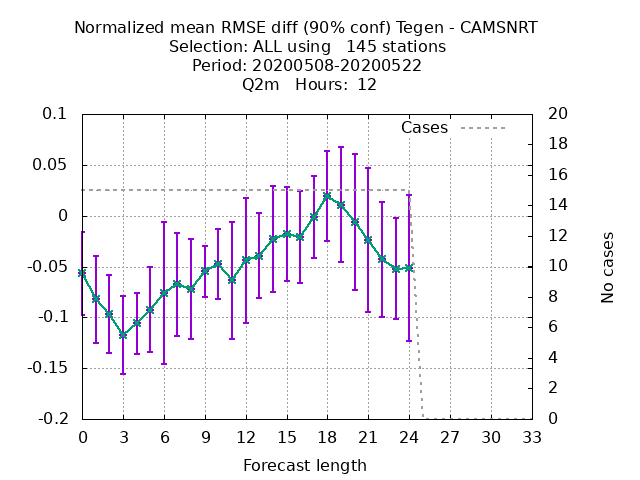 Normalized mean RMSE diff (90% conf) Tegen - CAMSNRT
Selection: ALL using   145 stations
Period: 20200508-20200522
Q2m   Hours:  12
Cases
0.1
0.05
0
-0.05
-0.1
-0.15
-0.2
20
18
16
14
12
10
8
6
4
2
0
No cases
0 3 6 9 12 15 18 21 24 27 30 33
Forecast length